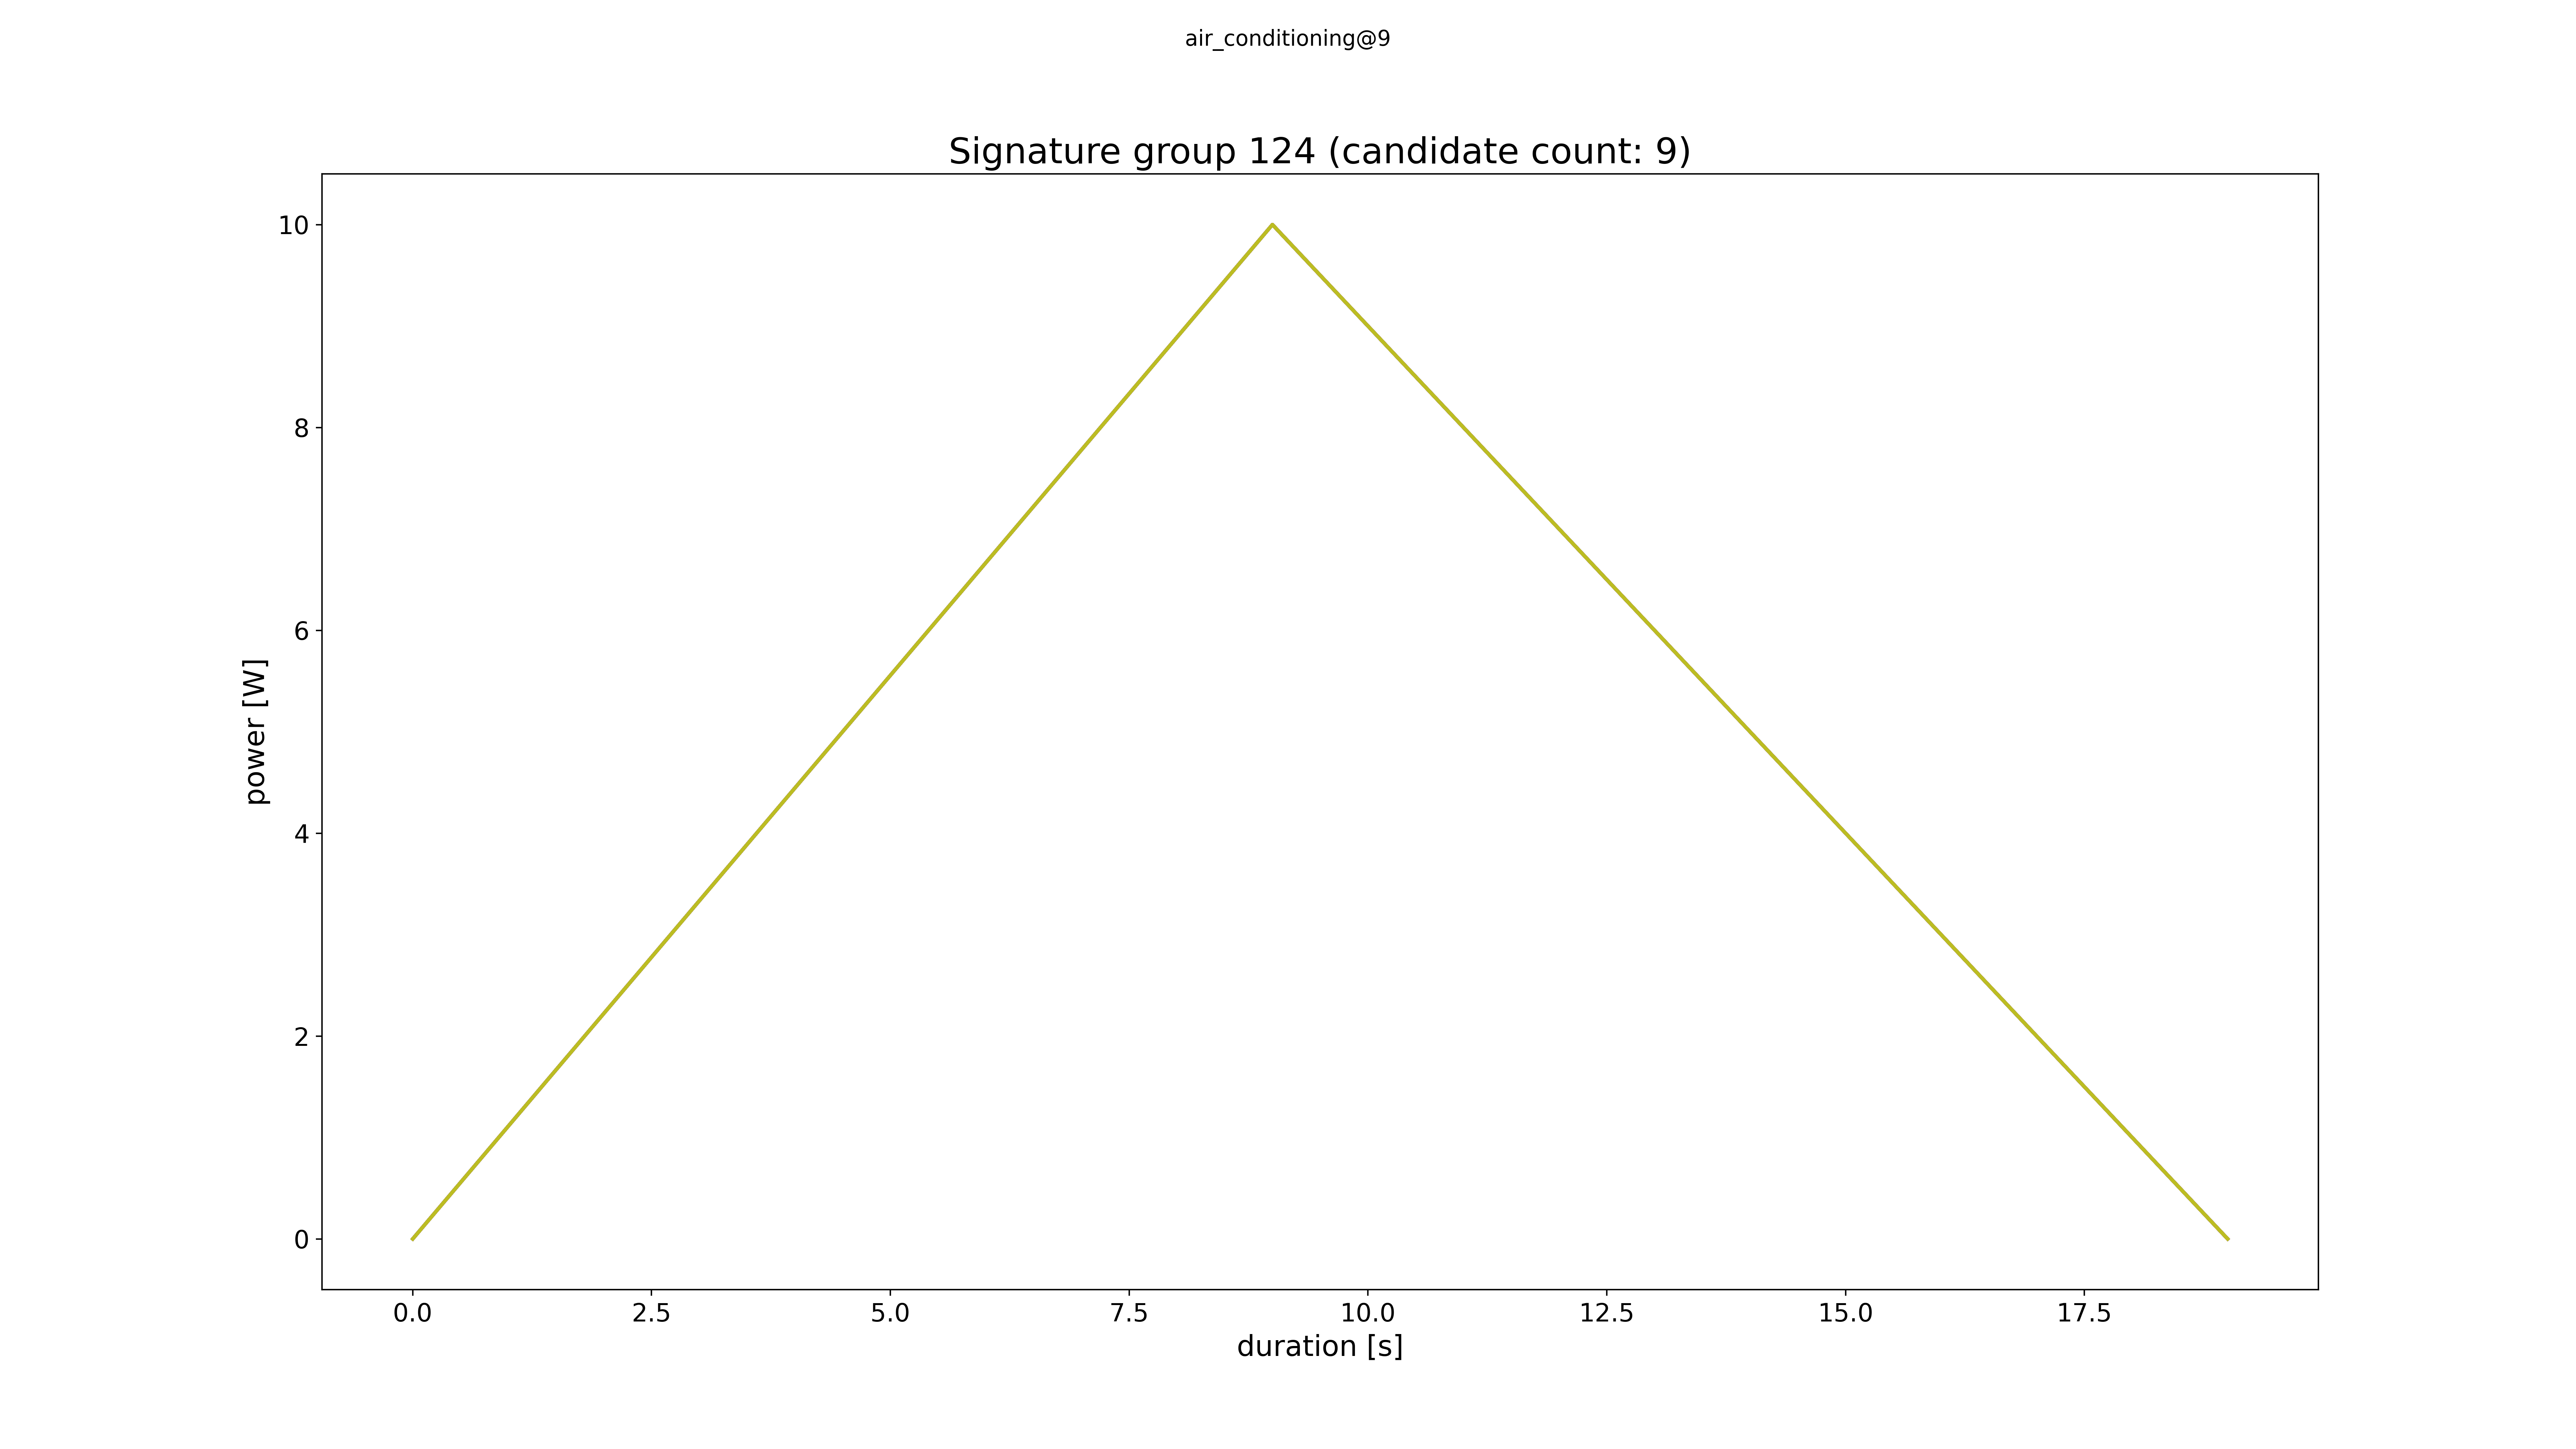 air_conditioning@9
Signature group 124 (candidate count: 9)
10
8
6
4
2
0
power [W]
0.0 2.5 5.0 7.5 10.0 12.5 15.0 17.5
duration [s]